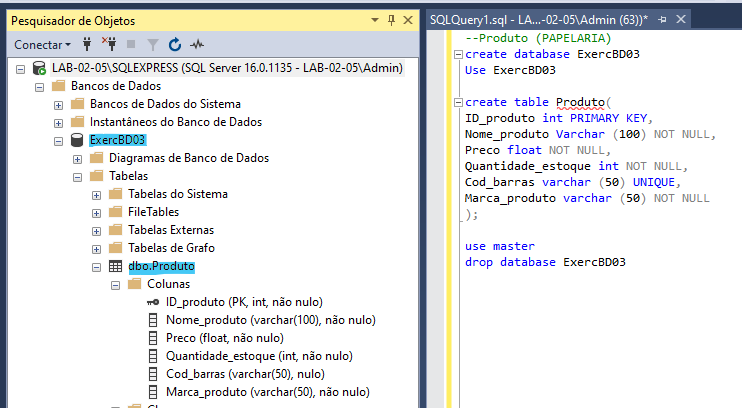 Pesquisador de Objetos
Conectar
LAB-02-05\SQLEXPRESS (SQL Server 16.0.1135 - LAB-02-05\Admin)
Bancos de Dados
Bancos de Dados do Sistema
Instantâneos do Banco de Dados
ExercBD03
Diagramas de Banco de Dados
Tabelas
Tabelas do Sistema
FileTables
Tabelas Externas
Tabelas de Grafo
dbo.Produto
Colunas
ID_produto (PK, int, não nulo)
Nome_produto (varchar(100), não nulo)
Preco (float, não nulo)
Quantidade_estoque (int, não nulo)
Cod_barras (varchar(50), nulo)
Marca_produto (varchar(50), não nulo)
SQLQuery1.sql - LA...-02-05\Admin (63))*
--Produto (PAPELARIA)
create database ExercBD03
Use ExercBD03
create table Produto(
ID_produto int PRIMARY KEY,
Nome_produto Varchar (100) NOT NULL,
Preco float NOT NULL,
Quantidade_estoque int NOT NULL,
Cod_barras varchar (50) UNIQUE,
Marca_produto varchar (50) NOT NULL
);
use master
drop database ExercBD03